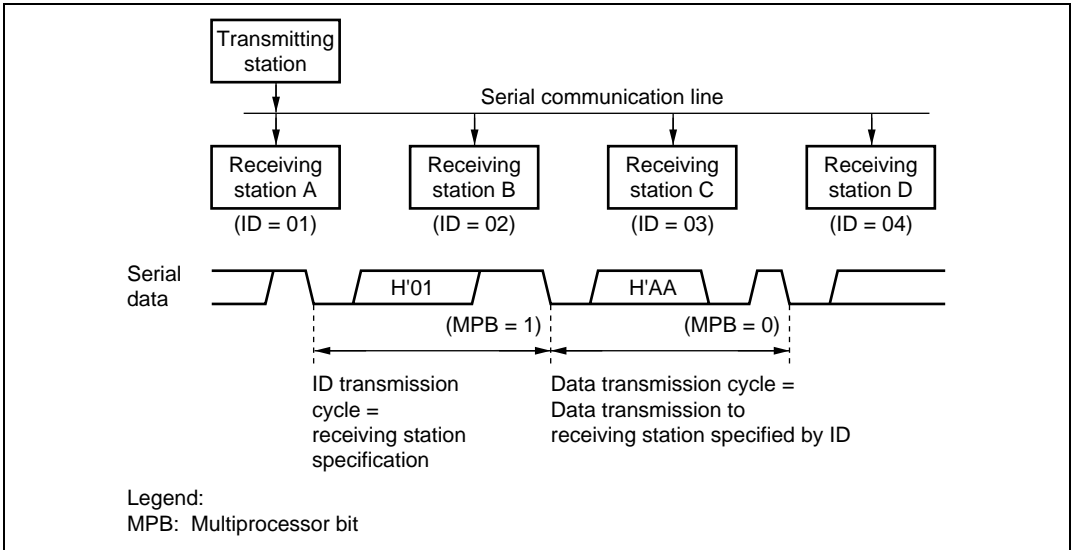 Transmitting
station
Serial communication line
Receiving
station A
(ID = 01)
Receiving
station B
(ID = 02)
Receiving
station C
(ID = 03)
Receiving
station D
(ID = 04)
Serial
data
H'01
H'AA
(MPB = 1)
(MPB = 0)
ID transmission
cycle =
receiving station
specification
Data transmission cycle =
Data transmission to
receiving station specified by ID
Legend:
MPB: Multiprocessor bit